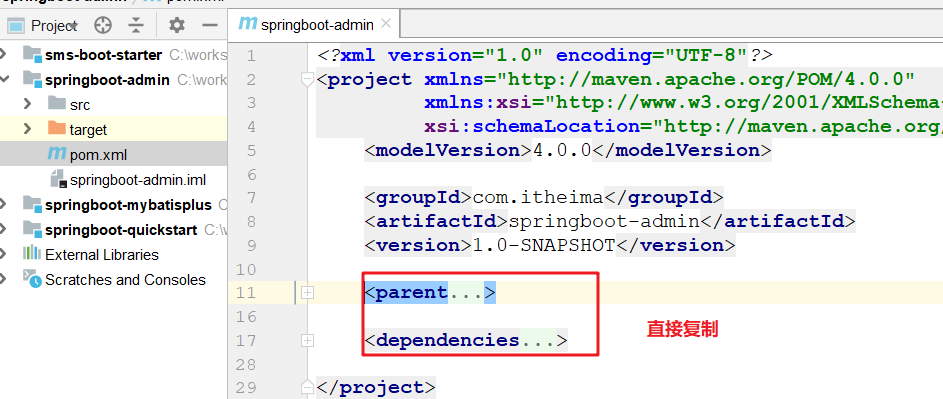 springboot-admin
pom.xml
Project
springboot-admin
sms-boot-starter C:\works
springboot-admin C:\work
src
target
pom.xml
springboot-admin.iml
springboot-mybatisplus C
springboot-quickstart C:\
External Libraries
Scratches and Consoles
1 <?xml version="1.0" encoding="UTF-8"?>
2 <project xmlns="http://maven.apache.org/POM/4.0.0"
3 xmlns:xsi="http://www.w3.org/2001/XMLSchema-
4 xsi:schemaLocation="http://maven.apache.org/
5 <modelVersion>4.0.0</modelVersion>
6
7 <groupId>com.itheima</groupId>
8 <artifactId>springboot-admin</artifactId>
9 <version>1.0-SNAPSHOT</version>
10
11 <parent...>
16
17 <dependencies...>
28
29 </project>
直接复制